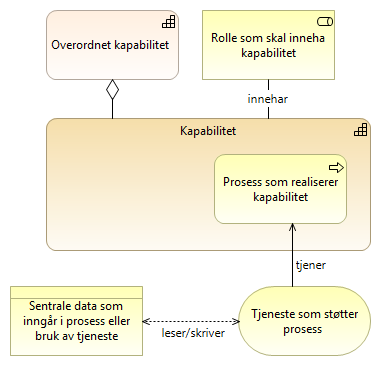 Overordnet kapabilitet
Rolle som skal inneha
kapabilitet
innehar
Kapabilitet
Prosess som realiserer
kapabilitet
tjener
Sentrale data som
inngår i prosess eller
bruk av tjeneste
leser/skriver
Tjeneste som støtter
prosess